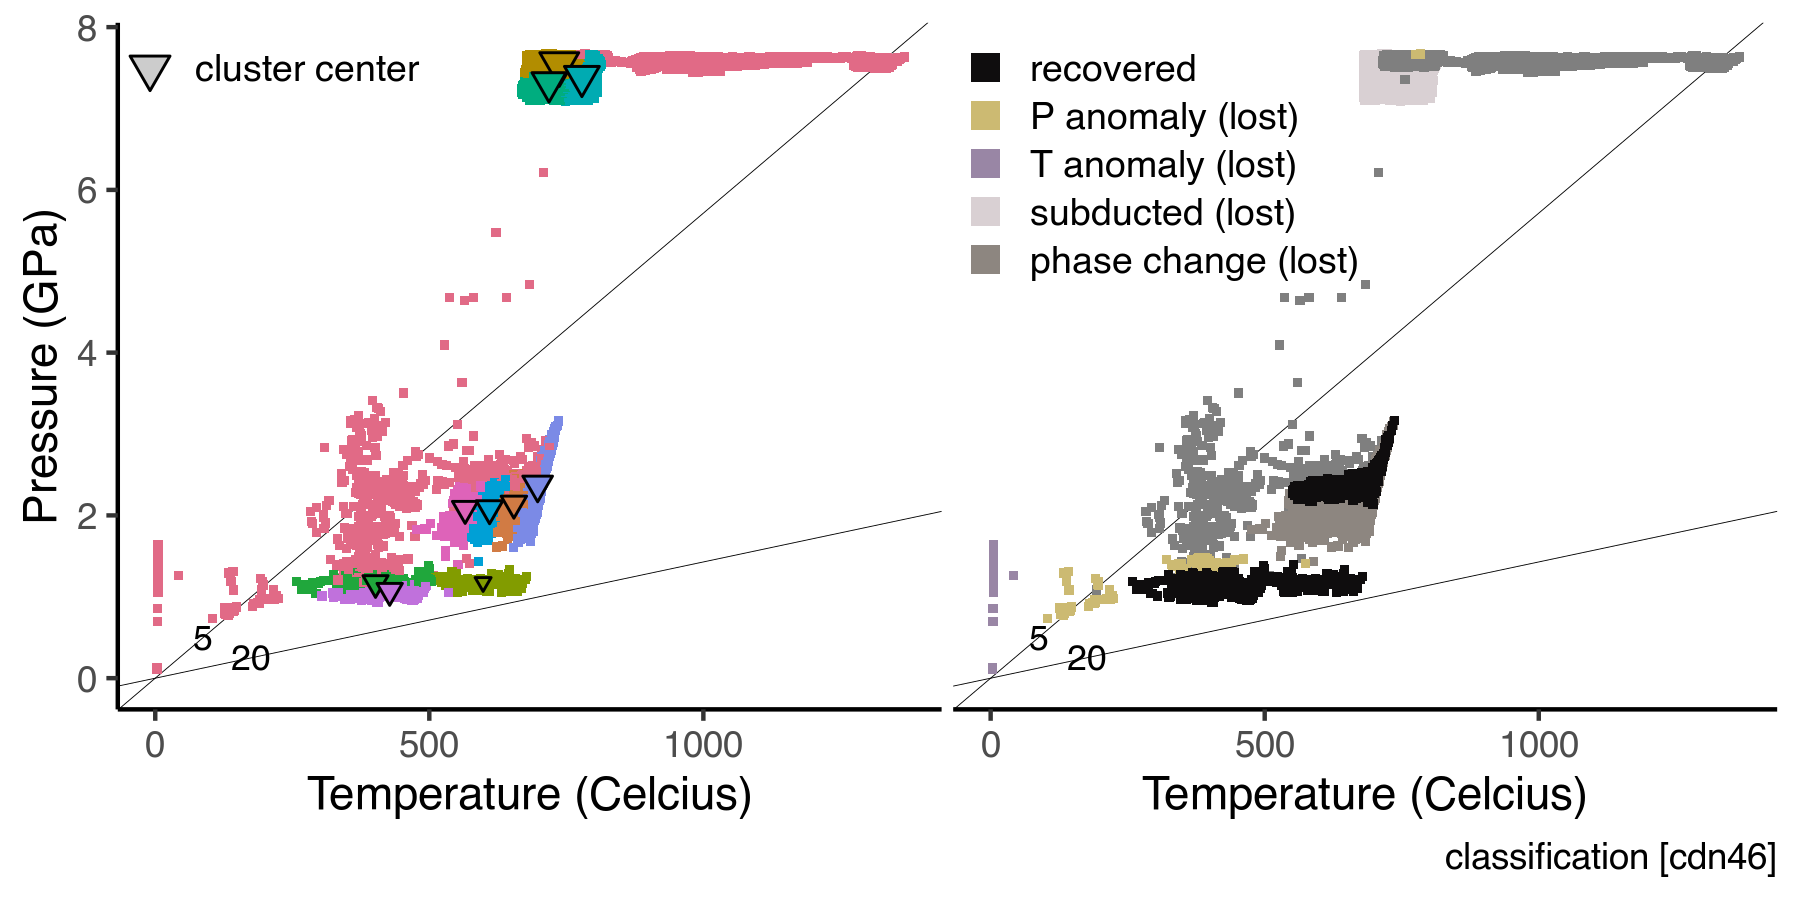 cluster center
recovered
P anomaly (lost)
T anomaly (lost)
subducted (lost)
phase change (lost)
Pressure (GPa)
8
6
4
2
0
5
20
5
20
0
500
1000
0
500
1000
Temperature (Celcius)
Temperature (Celcius)
classification [cdn46]